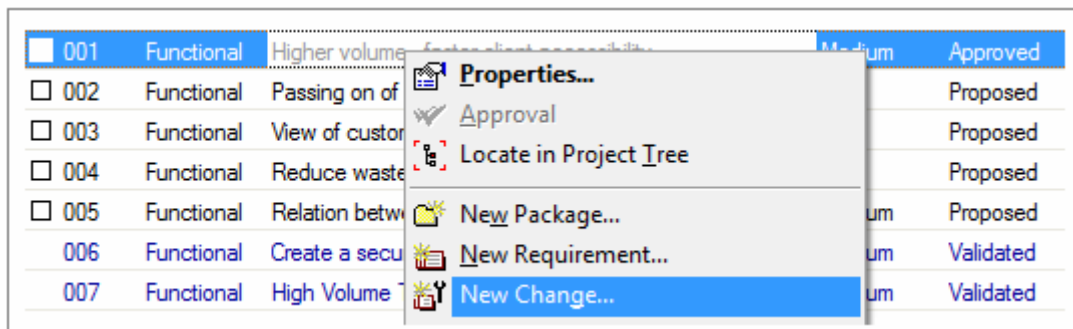 001 Functional Higher volume - faster client accessibility Medium Approved
002 Functional Passing on of Proposed
003 Functional View of custor Proposed
004 Functional Reduce waste Proposed
005 Functional Relation betwe um Proposed
006 Functional Create a secu um Validated
007 Functional High Volume T um Validated
Properties...
Approval
Locate in Project Tree
New Package...
New Requirement...
New Change...